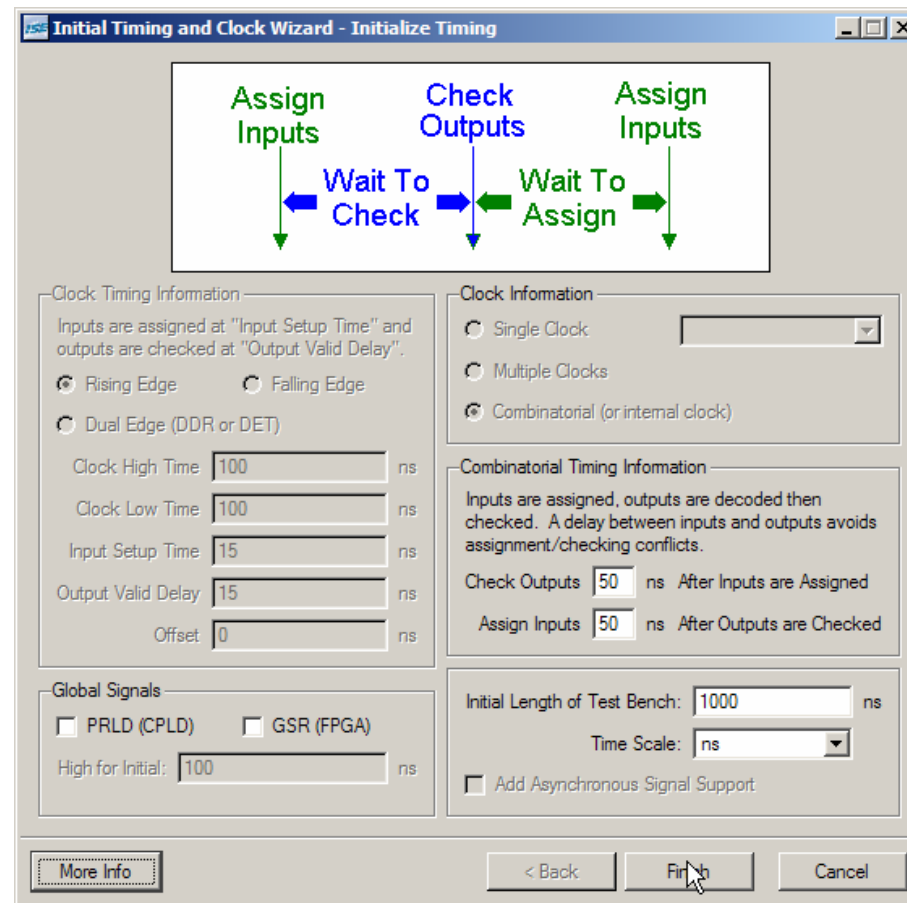 ISE Initial Timing and Clock Wizard - Initialize Timing
Assign Inputs
Check Outputs
Assign Inputs
Wait To Check
Wait To Assign
Clock Timing Information
Inputs are assigned at "Input Setup Time" and
outputs are checked at "Output Valid Delay".
Rising Edge Falling Edge
Dual Edge (DDR or DET)
Clock High Time 100 ns
Clock Low Time 100 ns
Input Setup Time 15 ns
Output Valid Delay 15 ns
Offset 0 ns
Global Signals
PRLD (CPLD) GSR (FPGA)
High for Initial: 100 ns
Clock Information
Single Clock
Multiple Clocks
Combinatorial (or internal clock)
Combinatorial Timing Information
Inputs are assigned, outputs are decoded then
checked. A delay between inputs and outputs avoids
assignment/checking conflicts.
Check Outputs 50 ns After Inputs are Assigned
Assign Inputs 50 ns After Outputs are Checked
Initial Length of Test Bench: 1000 ns
Time Scale: ns
Add Asynchronous Signal Support
More Info
< Back
Finish
Cancel